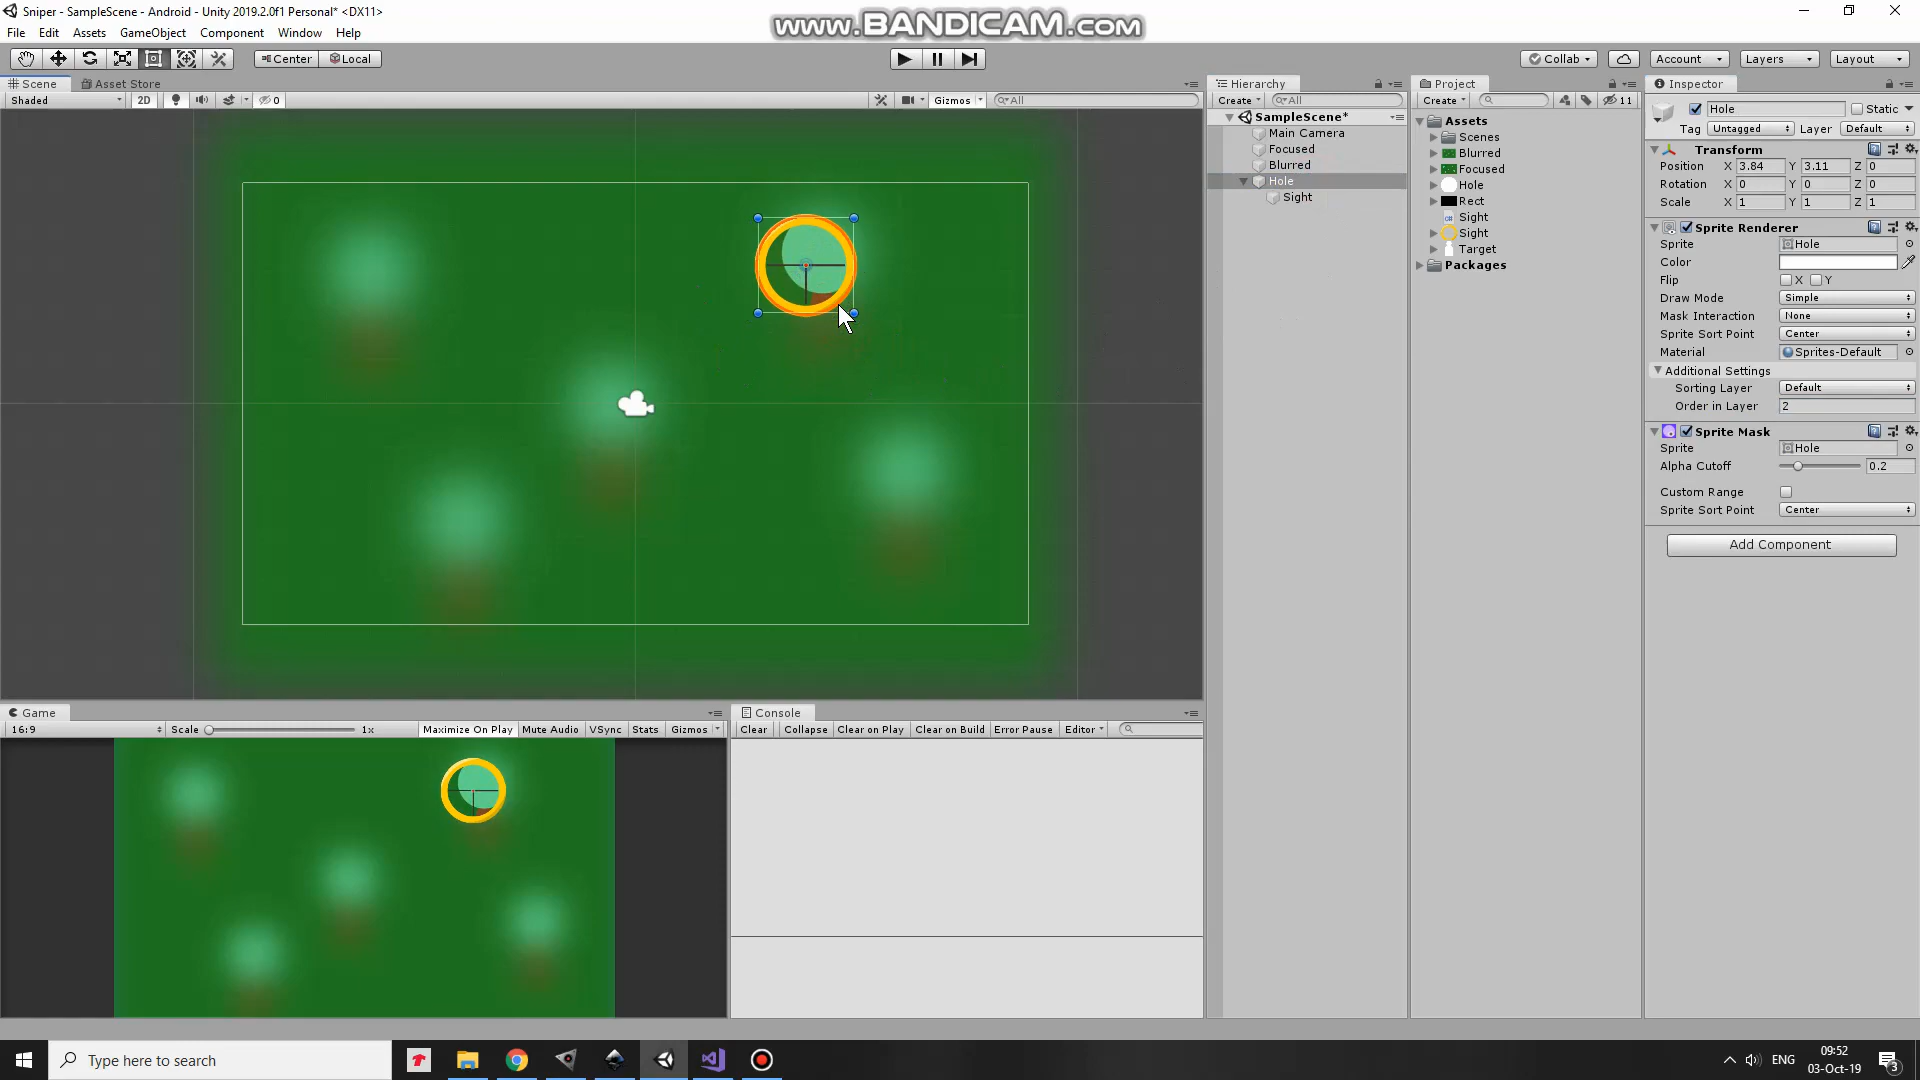 Sniper - SampleScene - Android - Unity 2019.2.0f1 Personal* <DX11>
www.BANDICAM.com
File Edit Assets GameObject Component Window Help
Center Local
Collab Account Layers Layout
Scene Asset Store
Shaded 2D 0 Gizmos All
Hierarchy
Create All
SampleScene*
Main Camera
Focused
Blurred
Hole
Sight
Project
Create 11
Assets
Scenes
Blurred
Focused
Hole
Rect
Sight
Sight
Target
Packages
Inspector
Hole Static
Tag Untagged Layer Default
Transform
Position X 3.84 Y 3.11 Z 0
Rotation X 0 Y 0 Z 0
Scale X 1 Y 1 Z 1
Sprite Renderer
Sprite Hole
Color
Flip X Y
Draw Mode Simple
Mask Interaction None
Sprite Sort Point Center
Material Sprites-Default
Additional Settings
Sorting Layer Default
Order in Layer 2
Sprite Mask
Sprite Hole
Alpha Cutoff 0.2
Custom Range
Sprite Sort Point Center
Add Component
Game
16:9 Scale 1x Maximize On Play Mute Audio VSync Stats Gizmos
Console
Clear Collapse Clear on Play Clear on Build Error Pause Editor
Type here to search
ENG
09:52
03-Oct-19
3